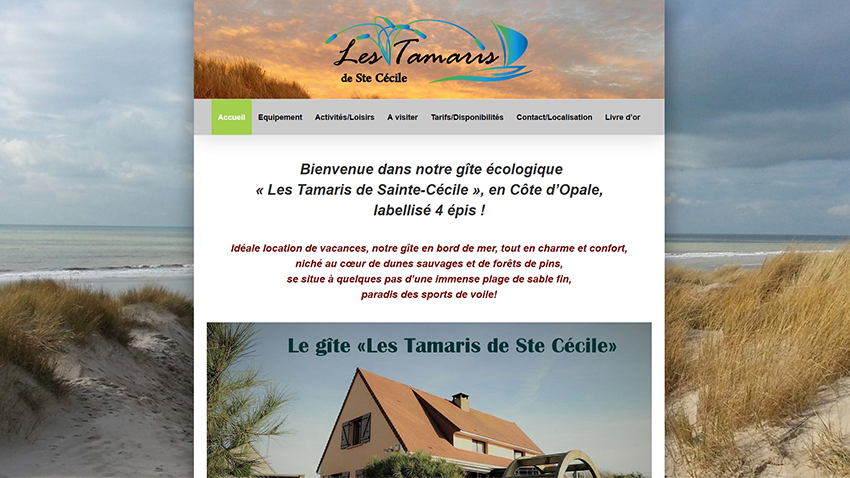 Les Tamaris
de Ste Cécile
Accueil Equipement Activités/Loisirs A visiter Tarifs/Disponibilités Contact/Localisation Livre d'or
Bienvenue dans notre gîte écologique
« Les Tamaris de Sainte-Cécile », en Côte d'Opale,
labellisé 4 épis !
Idéale location de vacances, notre gîte en bord de mer, tout en charme et confort,
niché au cœur de dunes sauvages et de forêts de pins,
se situe à quelques pas d'une immense plage de sable fin,
paradis des sports de voile!
Le gîte «Les Tamaris de Ste Cécile»